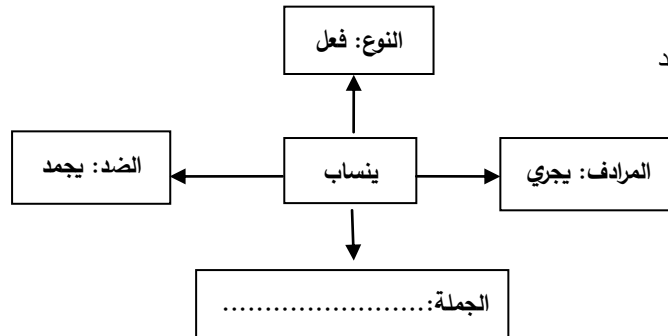 النوع: فعل
د
المرادف: يجري
ينساب
الضد: يجمد
الجملة:........................